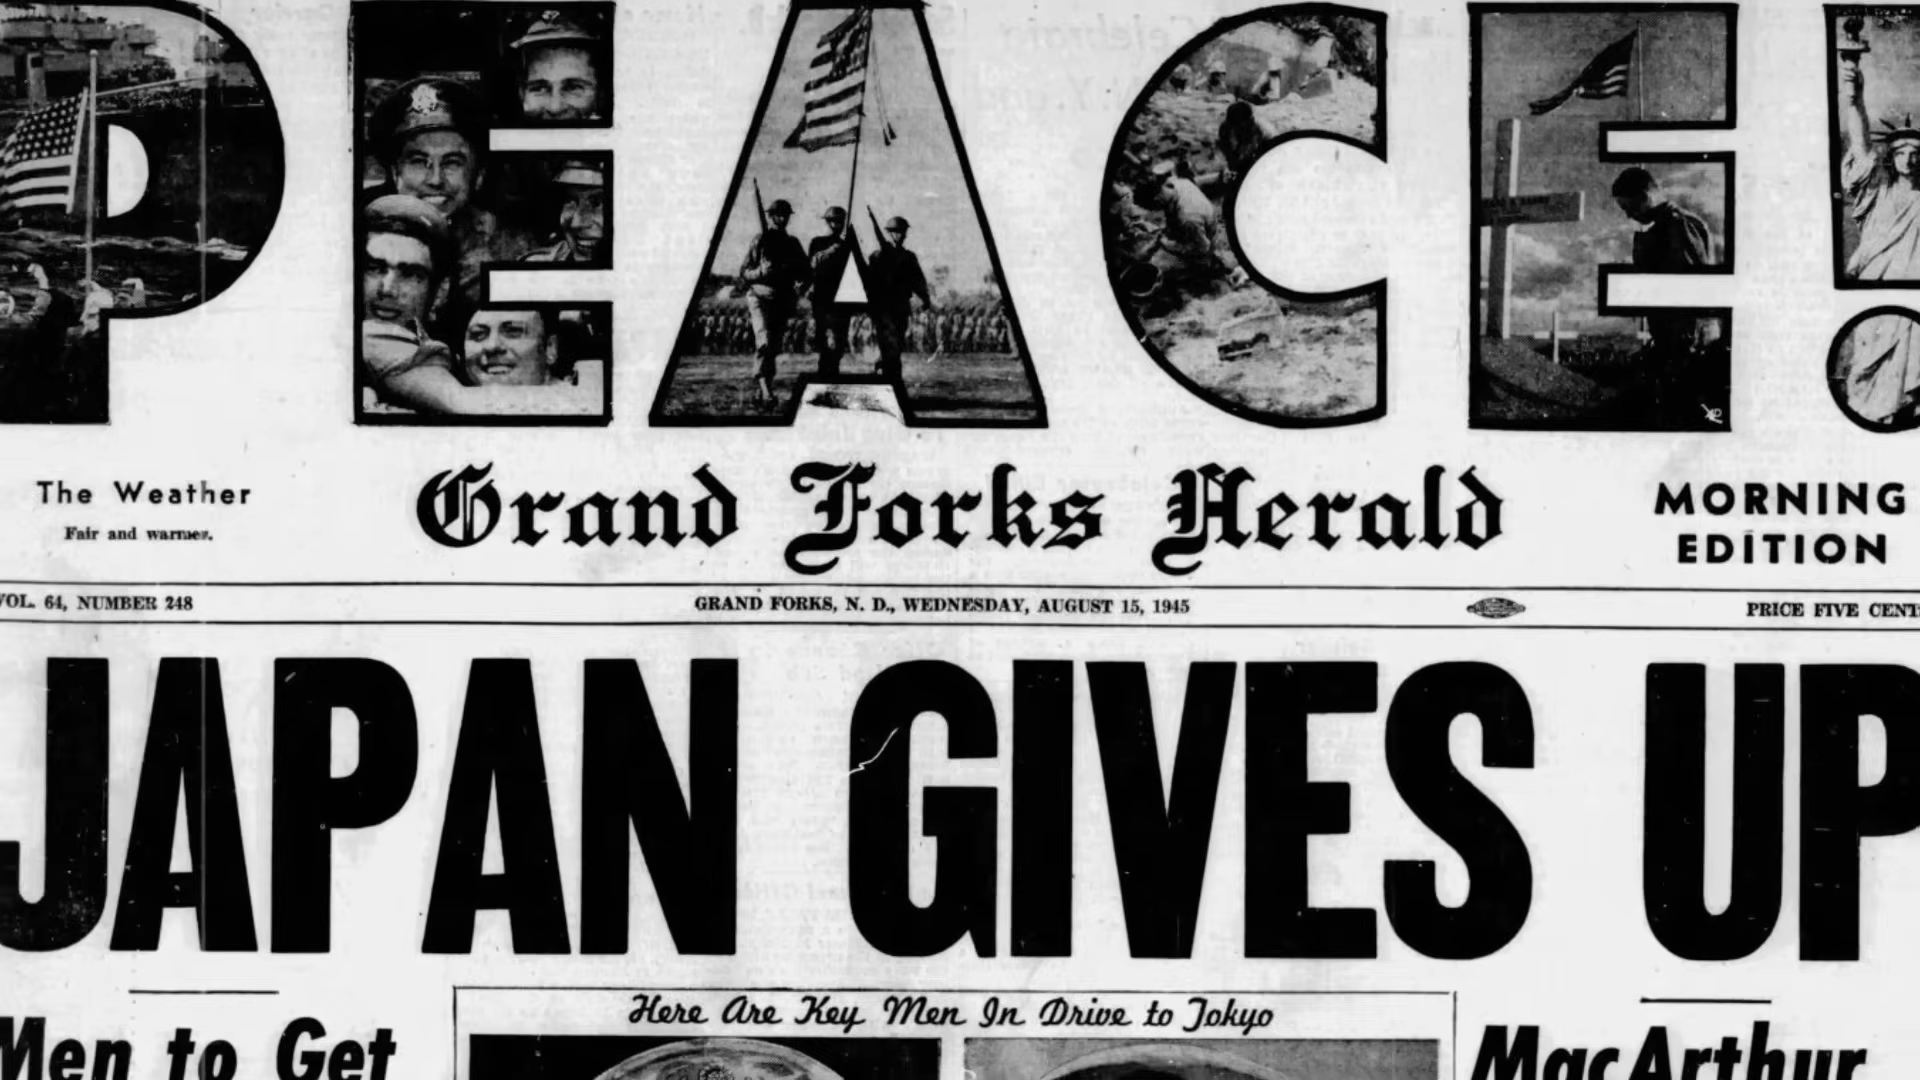 PEACE!
The Weather
Fair and warmer.
Grand Forks Herald
MORNING
EDITION
VOL. 64, NUMBER 248
GRAND FORKS, N. D., WEDNESDAY, AUGUST 15, 1945
PRICE FIVE CENTS
JAPAN GIVES UP
Men to Get
Here Are Key Men In Drive to Tokyo
MacArthur